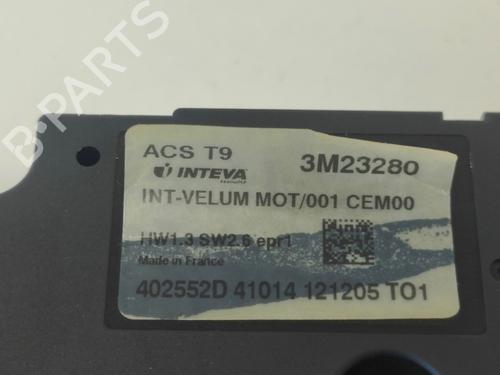 ACS T9
3M23280
INTEVA
INT-VELUM MOT/001 CEM00
HW1.3 SW2.6 epr1
Made in France
402552D 41014 121205 TO1
B-PARTS